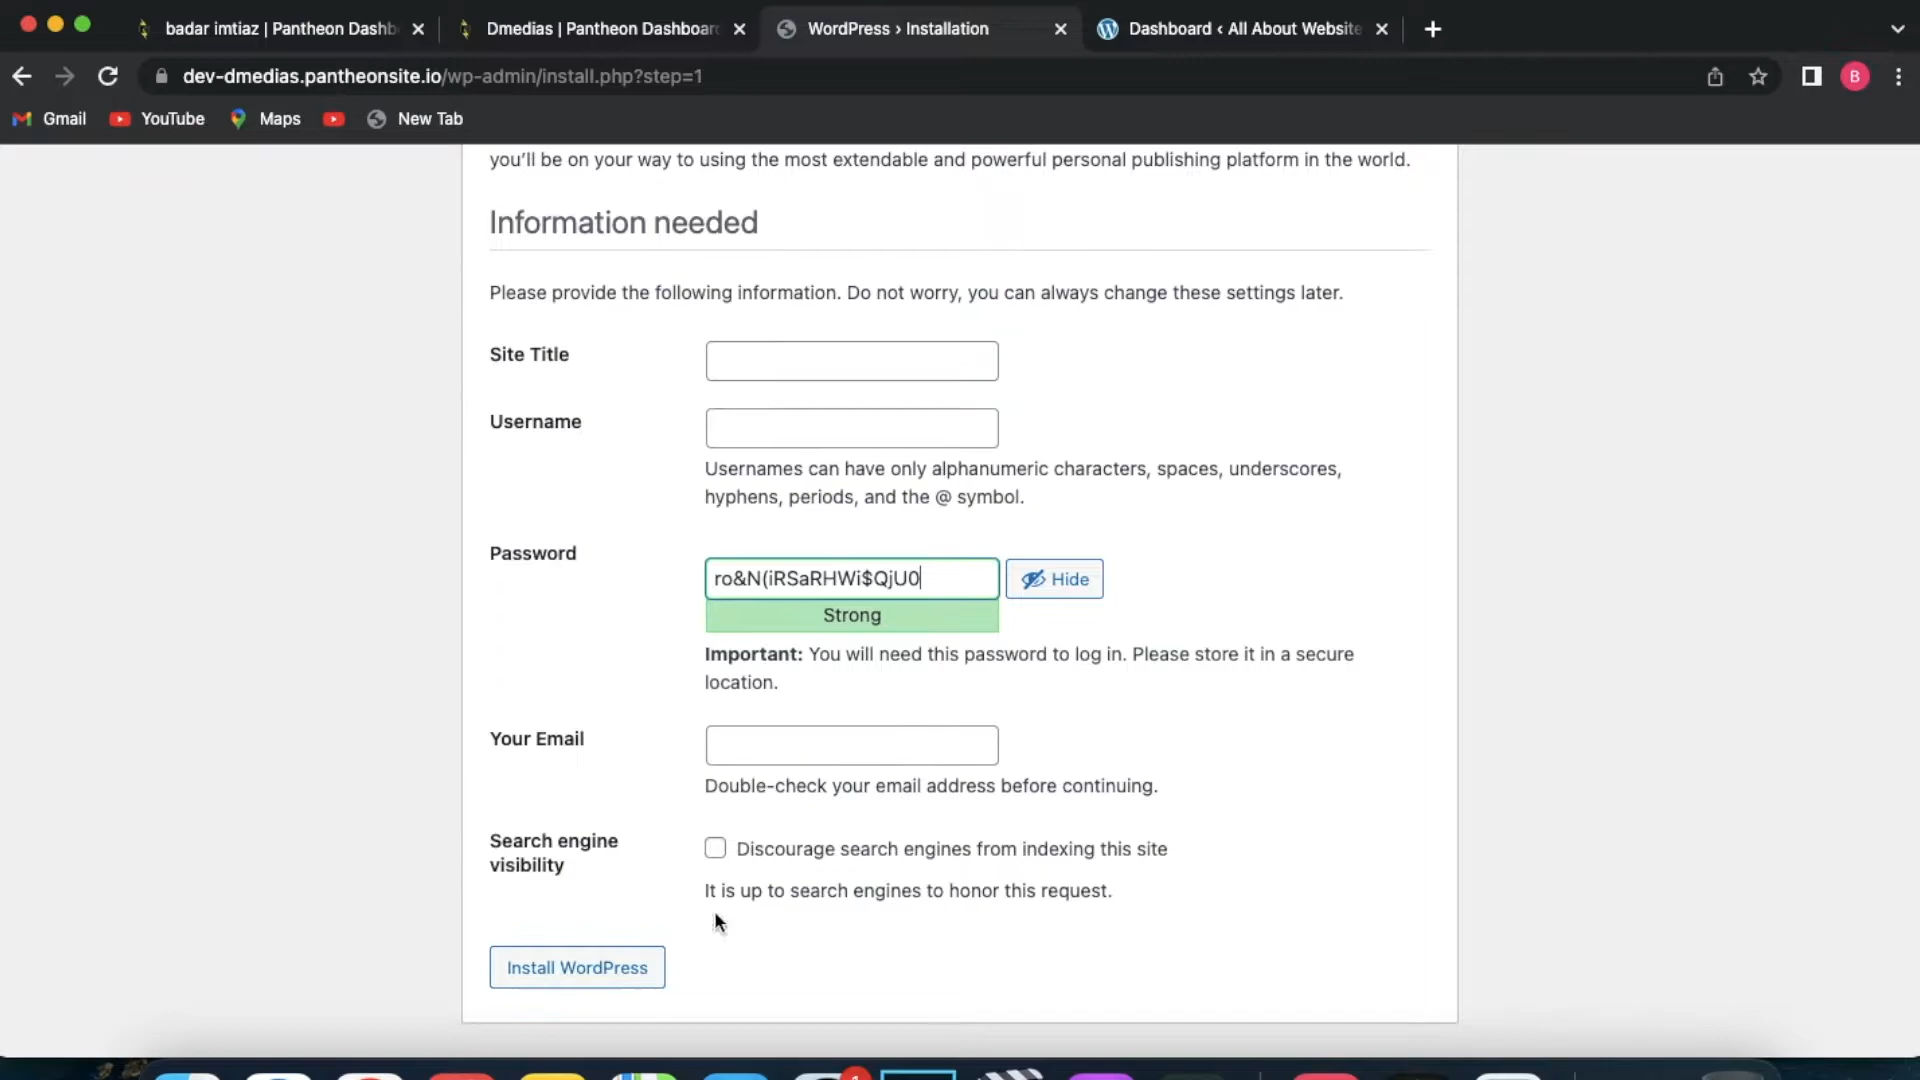 badar imtiaz | Pantheon Dashb
Dmedias | Pantheon Dashboar
WordPress › Installation
Dashboard ‹ All About Website
dev-dmedias.pantheonsite.io/wp-admin/install.php?step=1
B
Gmail
YouTube
Maps
New Tab
you’ll be on your way to using the most extendable and powerful personal publishing platform in the world.
Information needed
Please provide the following information. Do not worry, you can always change these settings later.
Site Title
Username
Usernames can have only alphanumeric characters, spaces, underscores,
hyphens, periods, and the @ symbol.
Password
ro&N(iRSaRHWi$QjU0
Hide
Strong
Important: You will need this password to log in. Please store it in a secure
location.
Your Email
Double-check your email address before continuing.
Search engine
visibility
Discourage search engines from indexing this site
It is up to search engines to honor this request.
Install WordPress